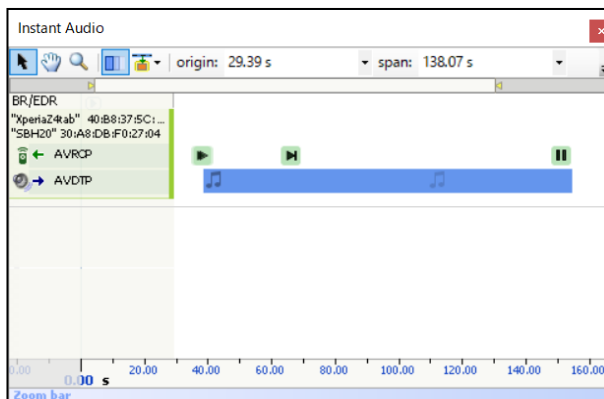 Instant Audio
origin: 29.39 s span: 138.07 s
BR/EDR
"XperiaZ4tab" 40:B8:37:5C:...
"SBH20" 30:A8:DB:F0:27:04
AVRCP
AVDTP
0.00 20.00 40.00 60.00 80.00 100.00 120.00 140.00 160.00
0.00 s
Zoom bar